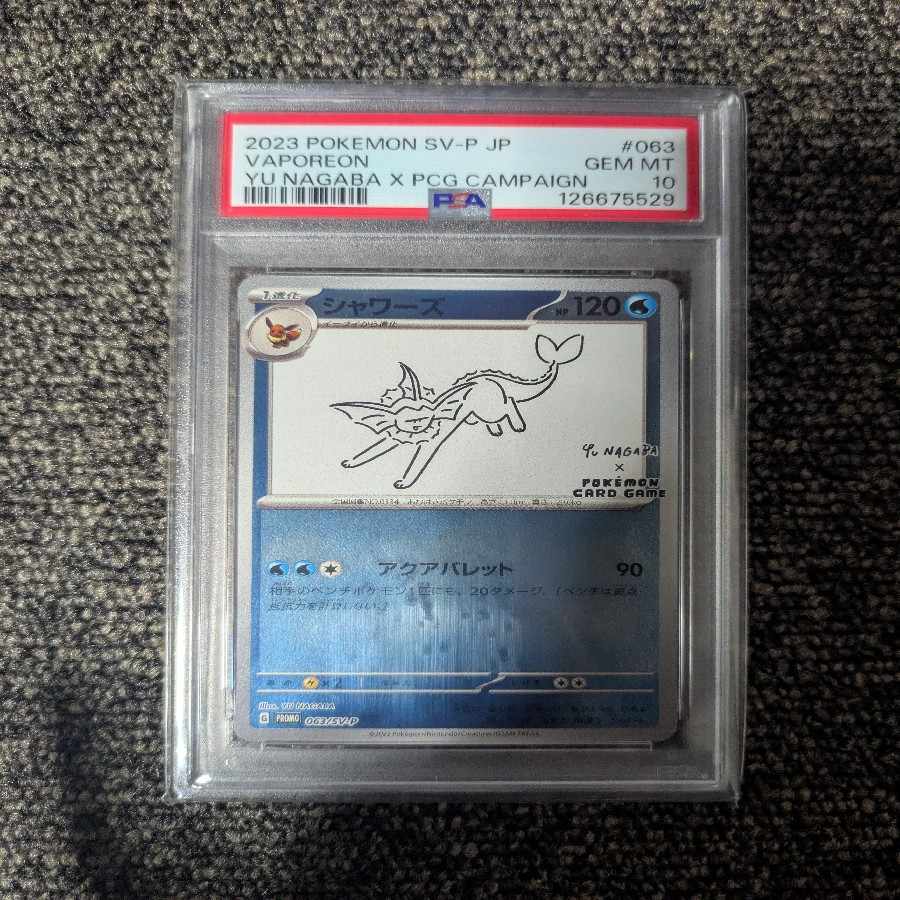 2023 POKEMON SV-P JP #063
VAPOREON GEM MT
YU NAGABA X PCG CAMPAIGN 10
PSA 126675529
1進化 シャワーズ HP 120
イーブイから進化
YU NAGABA
×
POKÉMON
CARD GAME
アクアバレット 90
相手のベンチポケモン1匹にも、20ダメージ。[ベンチは弱点・
抵抗力を計算しない。]
×2
illus. YU NAGABA
G PROMO 063/SV-P